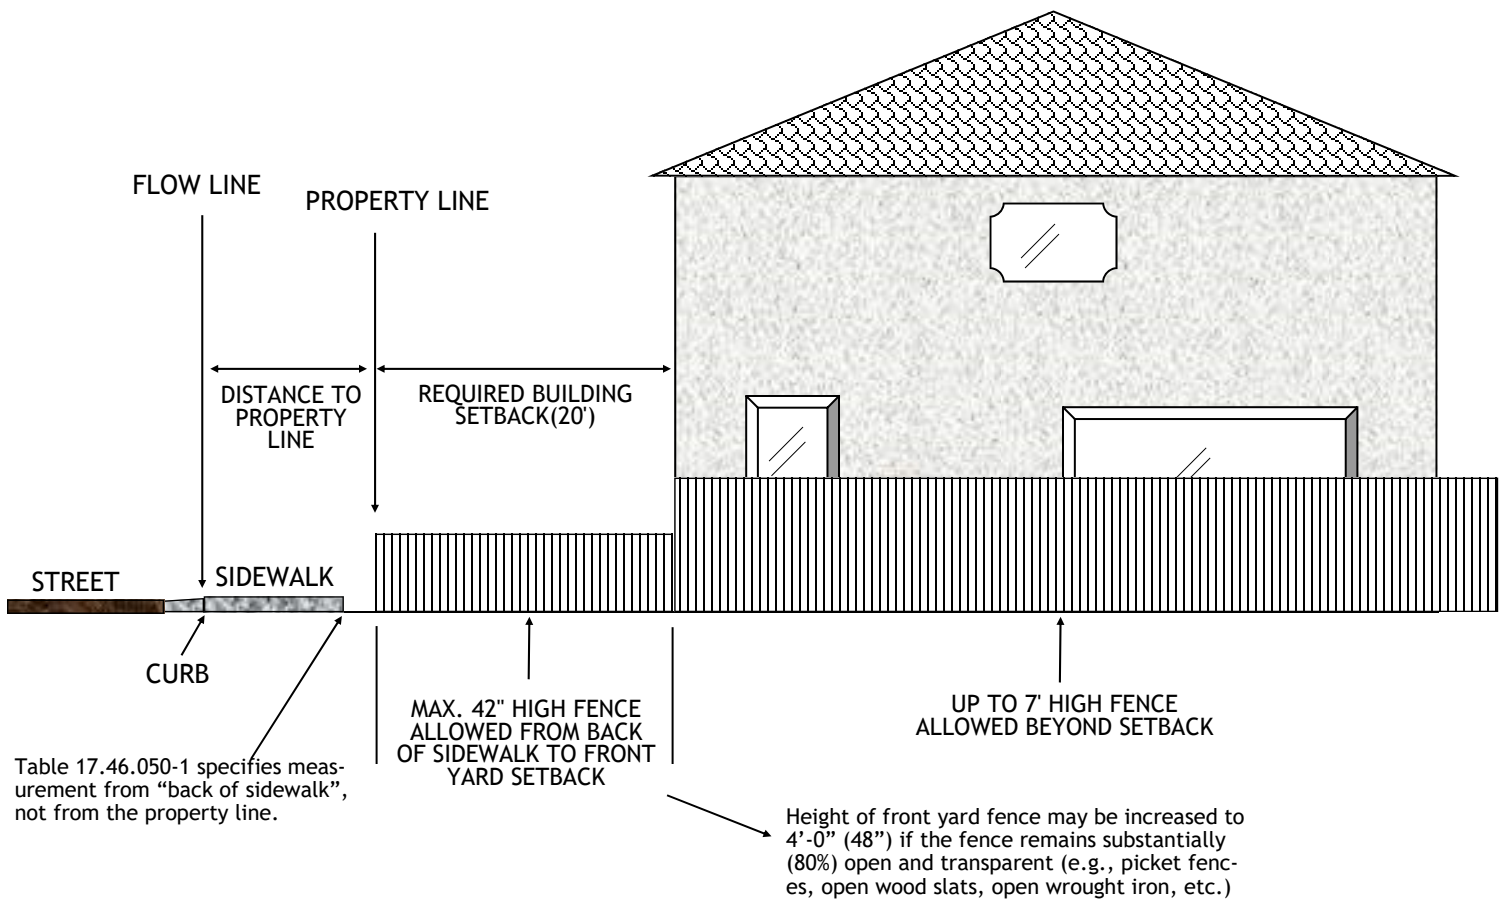 FLOW LINE
PROPERTY LINE
DISTANCE TO
PROPERTY
LINE
REQUIRED BUILDING
SETBACK(20')
STREET
SIDEWALK
CURB
MAX. 42" HIGH FENCE
ALLOWED FROM BACK
OF SIDEWALK TO FRONT
YARD SETBACK
UP TO 7' HIGH FENCE
ALLOWED BEYOND SETBACK
Table 17.46.050-1 specifies meas-
urement from “back of sidewalk”,
not from the property line.
Height of front yard fence may be increased to
4’-0” (48”) if the fence remains substantially
(80%) open and transparent (e.g., picket fenc-
es, open wood slats, open wrought iron, etc.)